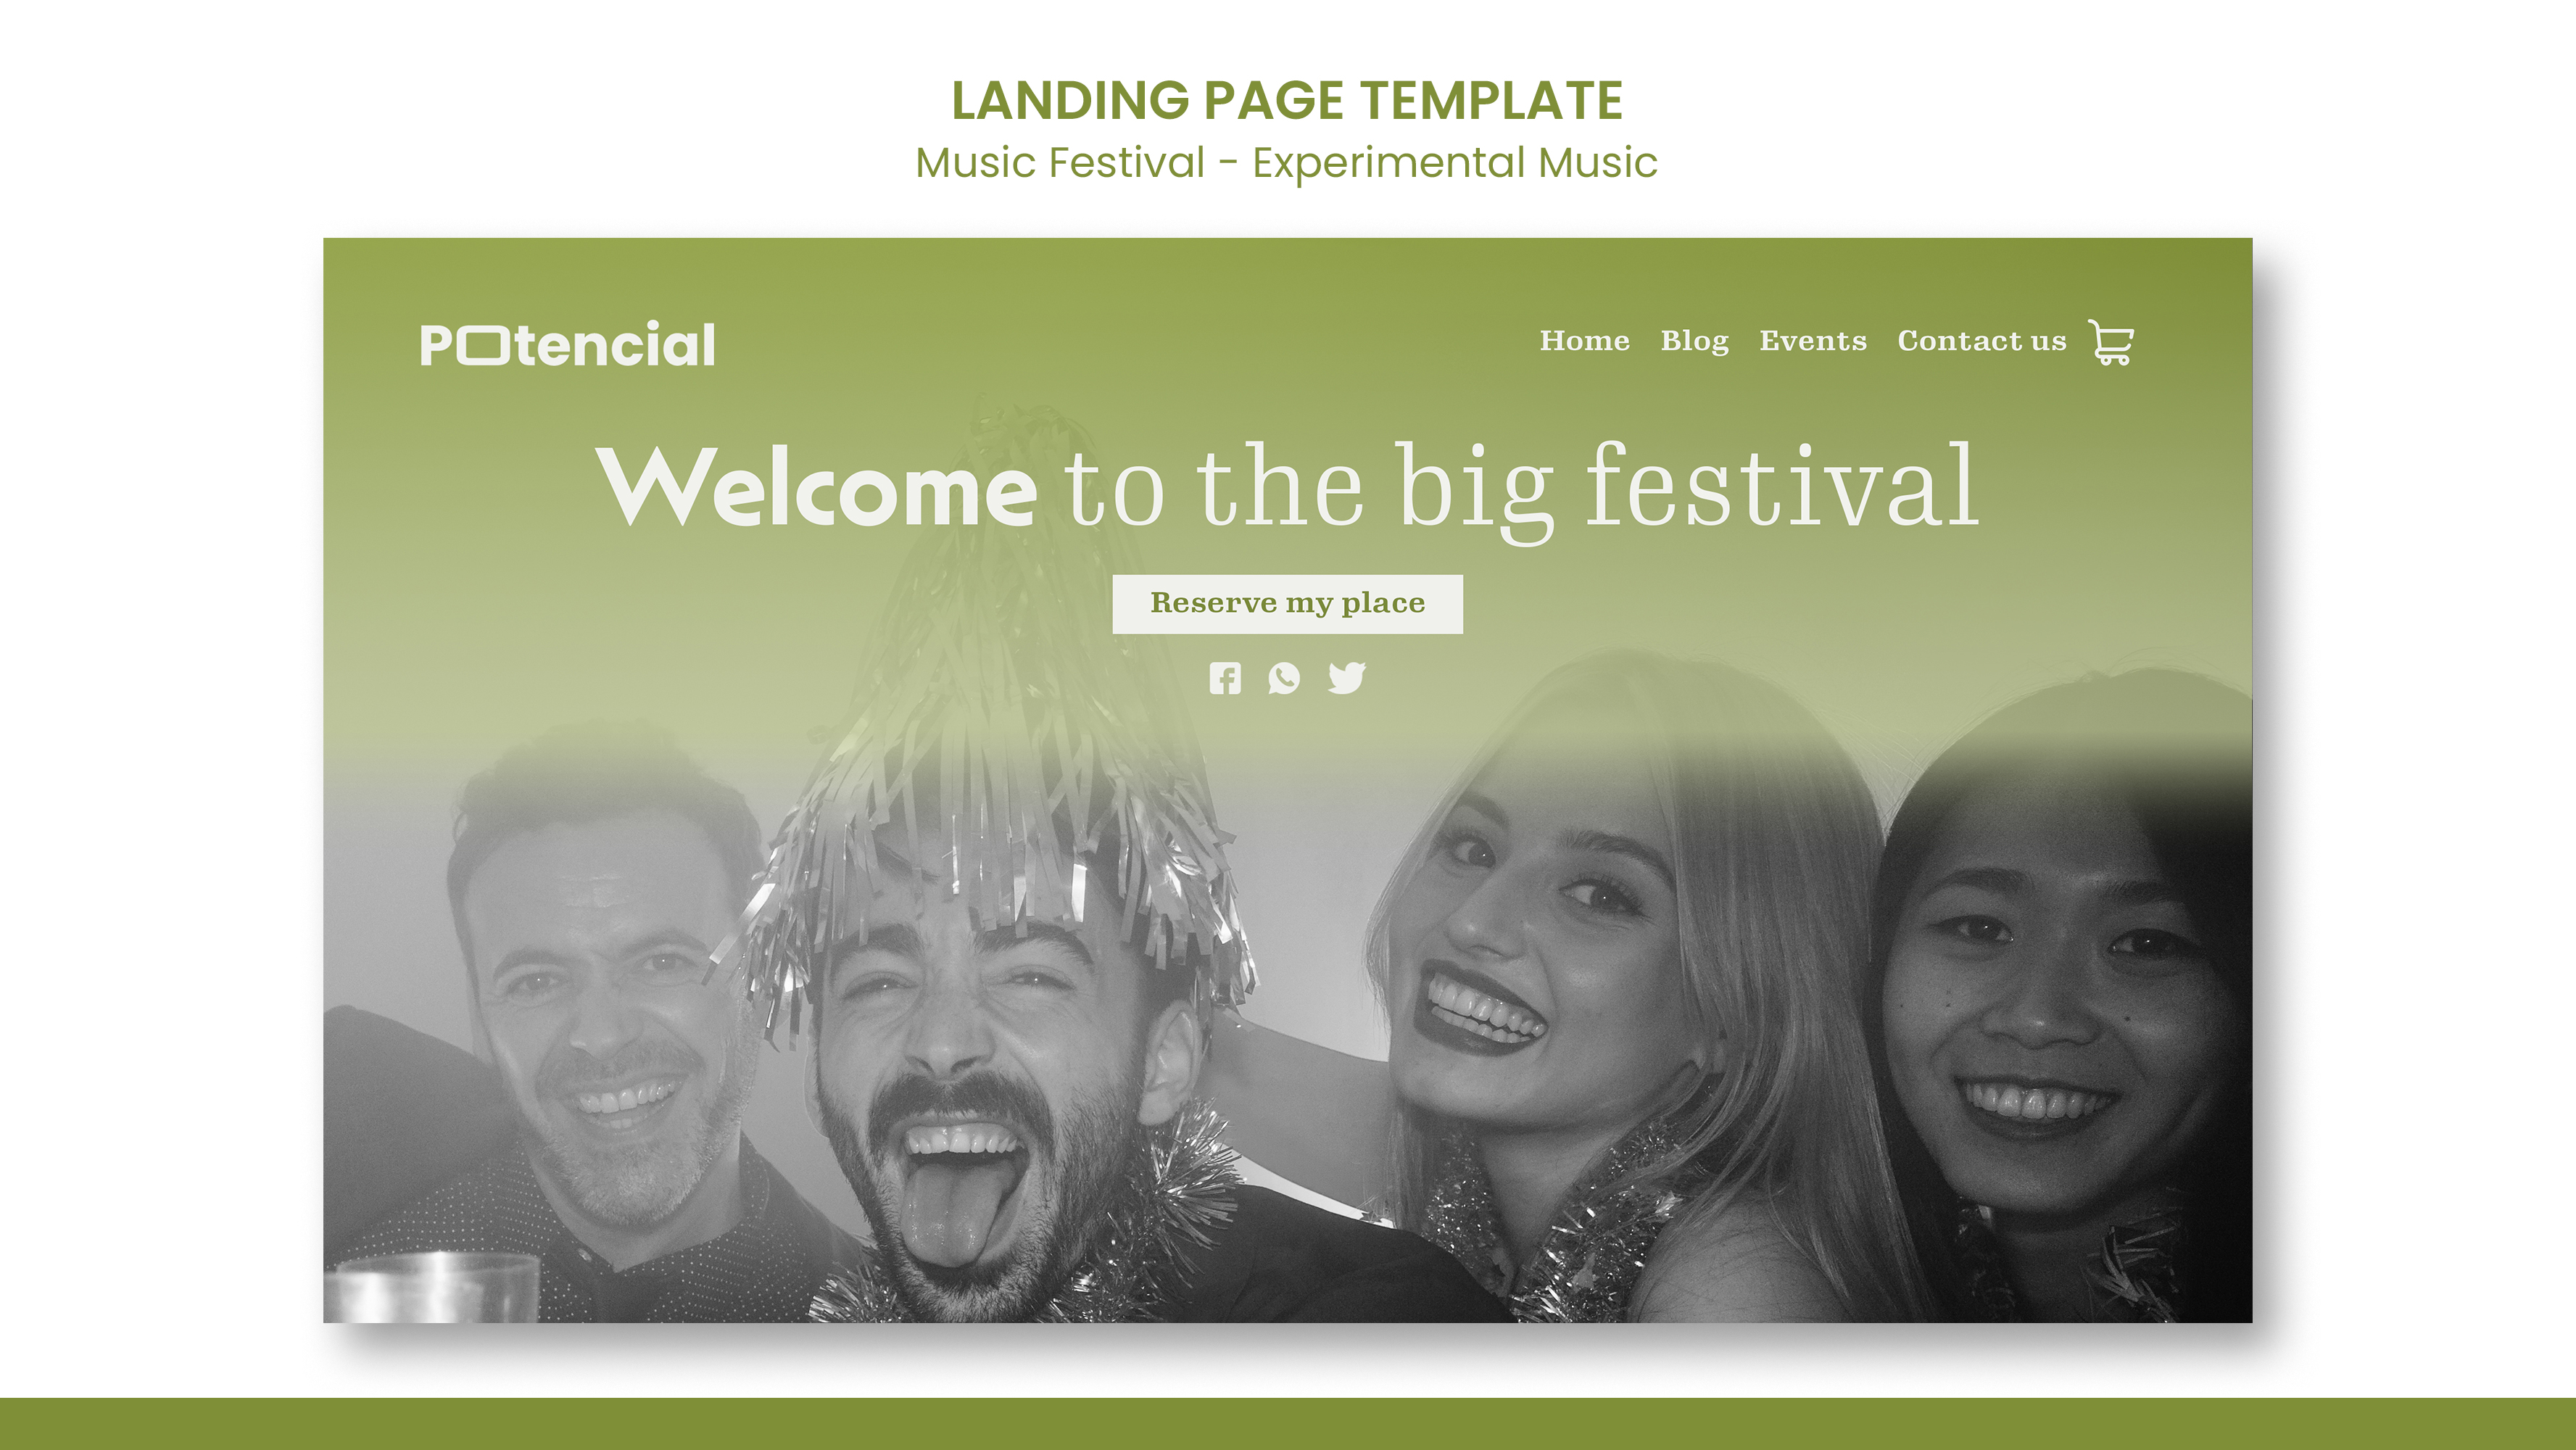 LANDING PAGE TEMPLATE
Music Festival - Experimental Music
Potencial
Home Blog Events Contact us
Welcome to the big festival
Reserve my place